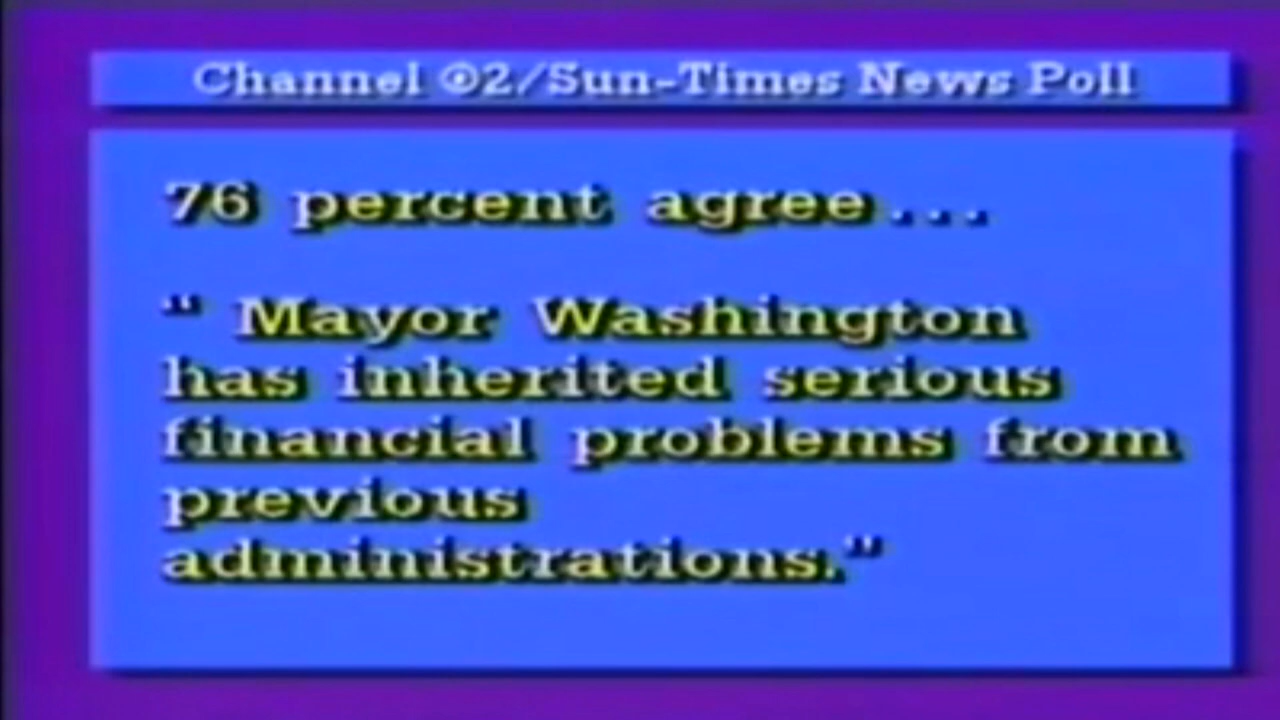 Channel 2/Sun-Times News Poll
76 percent agree...
" Mayor Washington
has inherited serious
financial problems from
previous
administrations."